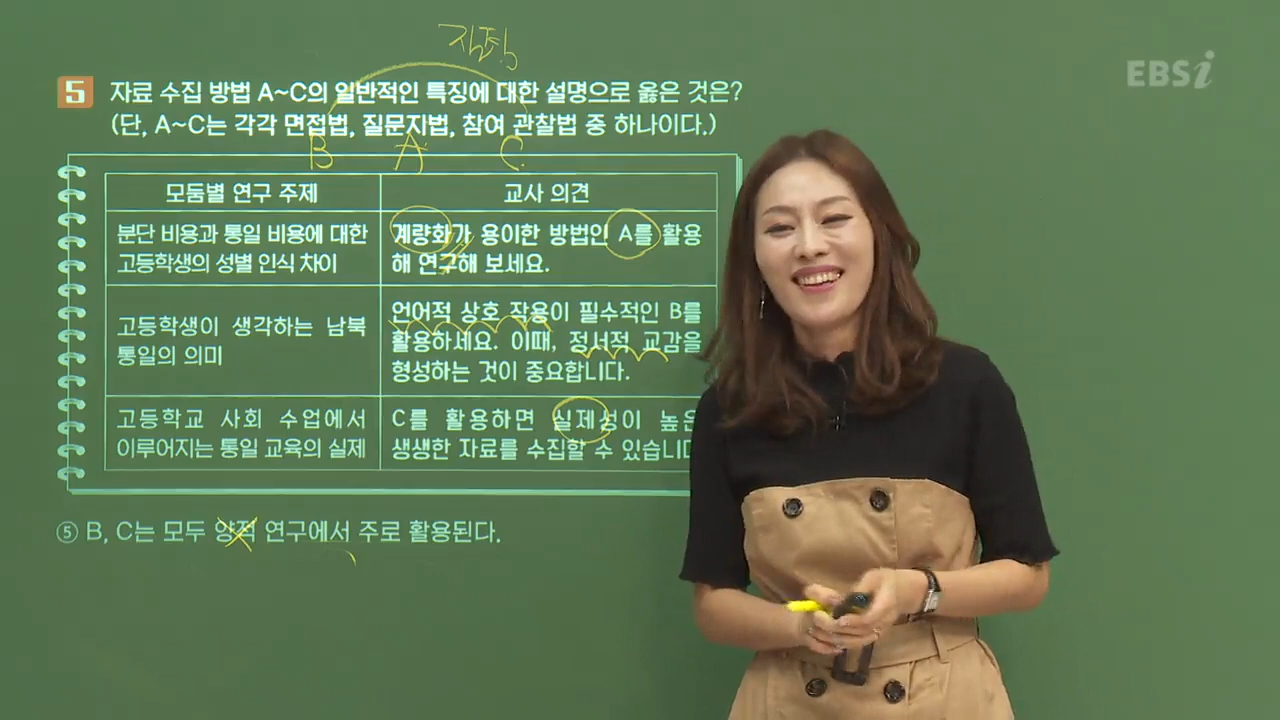 EBSi
5 자료 수집 방법 A~C의 일반적인 특징에 대한 설명으로 옳은 것은?
(단, A~C는 각각 면접법, 질문지법, 참여 관찰법 중 하나이다.)
B A C
모둠별 연구 주제 교사 의견
분단 비용과 통일 비용에 대한
고등학생의 성별 인식 차이
계량화가 용이한 방법인 A를 활용
해 연구해 보세요.
고등학생이 생각하는 남북
통일의 의미
언어적 상호 작용이 필수적인 B를
활용하세요. 이때, 정서적 교감을
형성하는 것이 중요합니다.
고등학교 사회 수업에서
이루어지는 통일 교육의 실제
C를 활용하면 실제성이 높은
생생한 자료를 수집할 수
⑤ B, C는 모두 양적 연구에서 주로 활용된다.